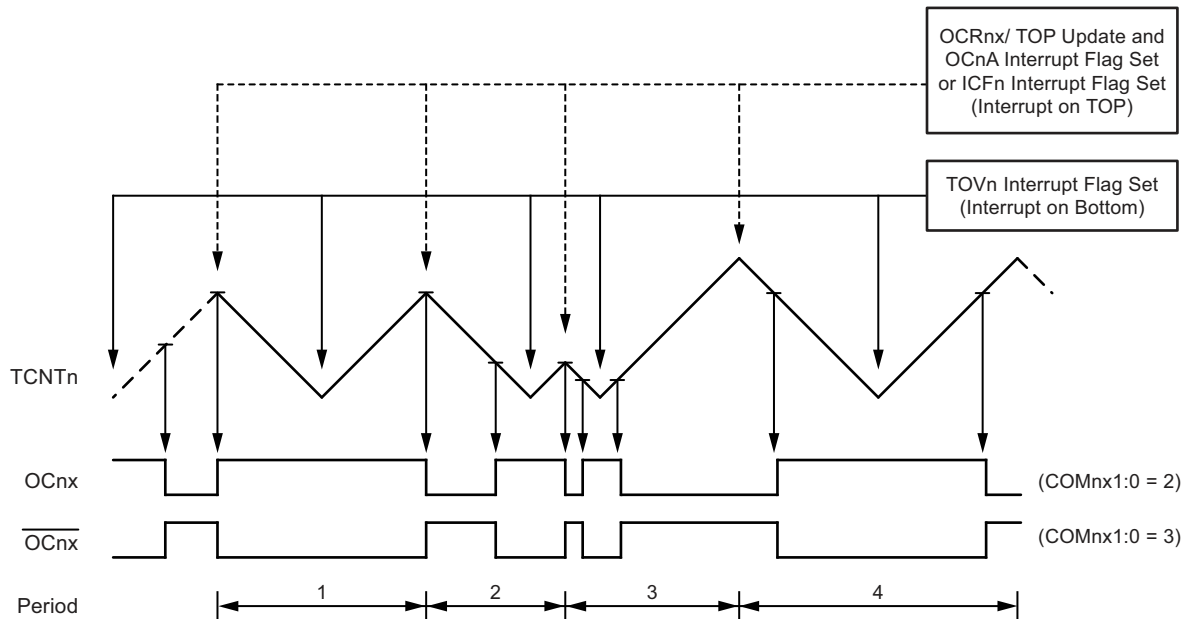 OCRnx/ TOP Update and
OCnA Interrupt Flag Set
or ICFn Interrupt Flag Set
(Interrupt on TOP)
TOVn Interrupt Flag Set
(Interrupt on Bottom)
TCNTn
OCnx
(COMnx1:0 = 2)
OCnx
(COMnx1:0 = 3)
Period
1
2
3
4